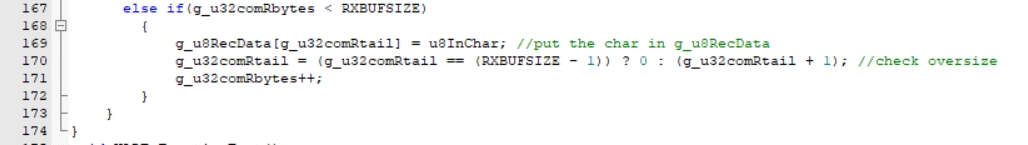 167 else if(g_u32comRbytes < RXBUFSIZE)
168 {
169 g_u8RecData[g_u32comRtail] = u8InChar; //put the char in g_u8RecData
170 g_u32comRtail = (g_u32comRtail == (RXBUFSIZE - 1)) ? 0 : (g_u32comRtail + 1); //check oversize
171 g_u32comRbytes++;
172 }
173 }
174 }